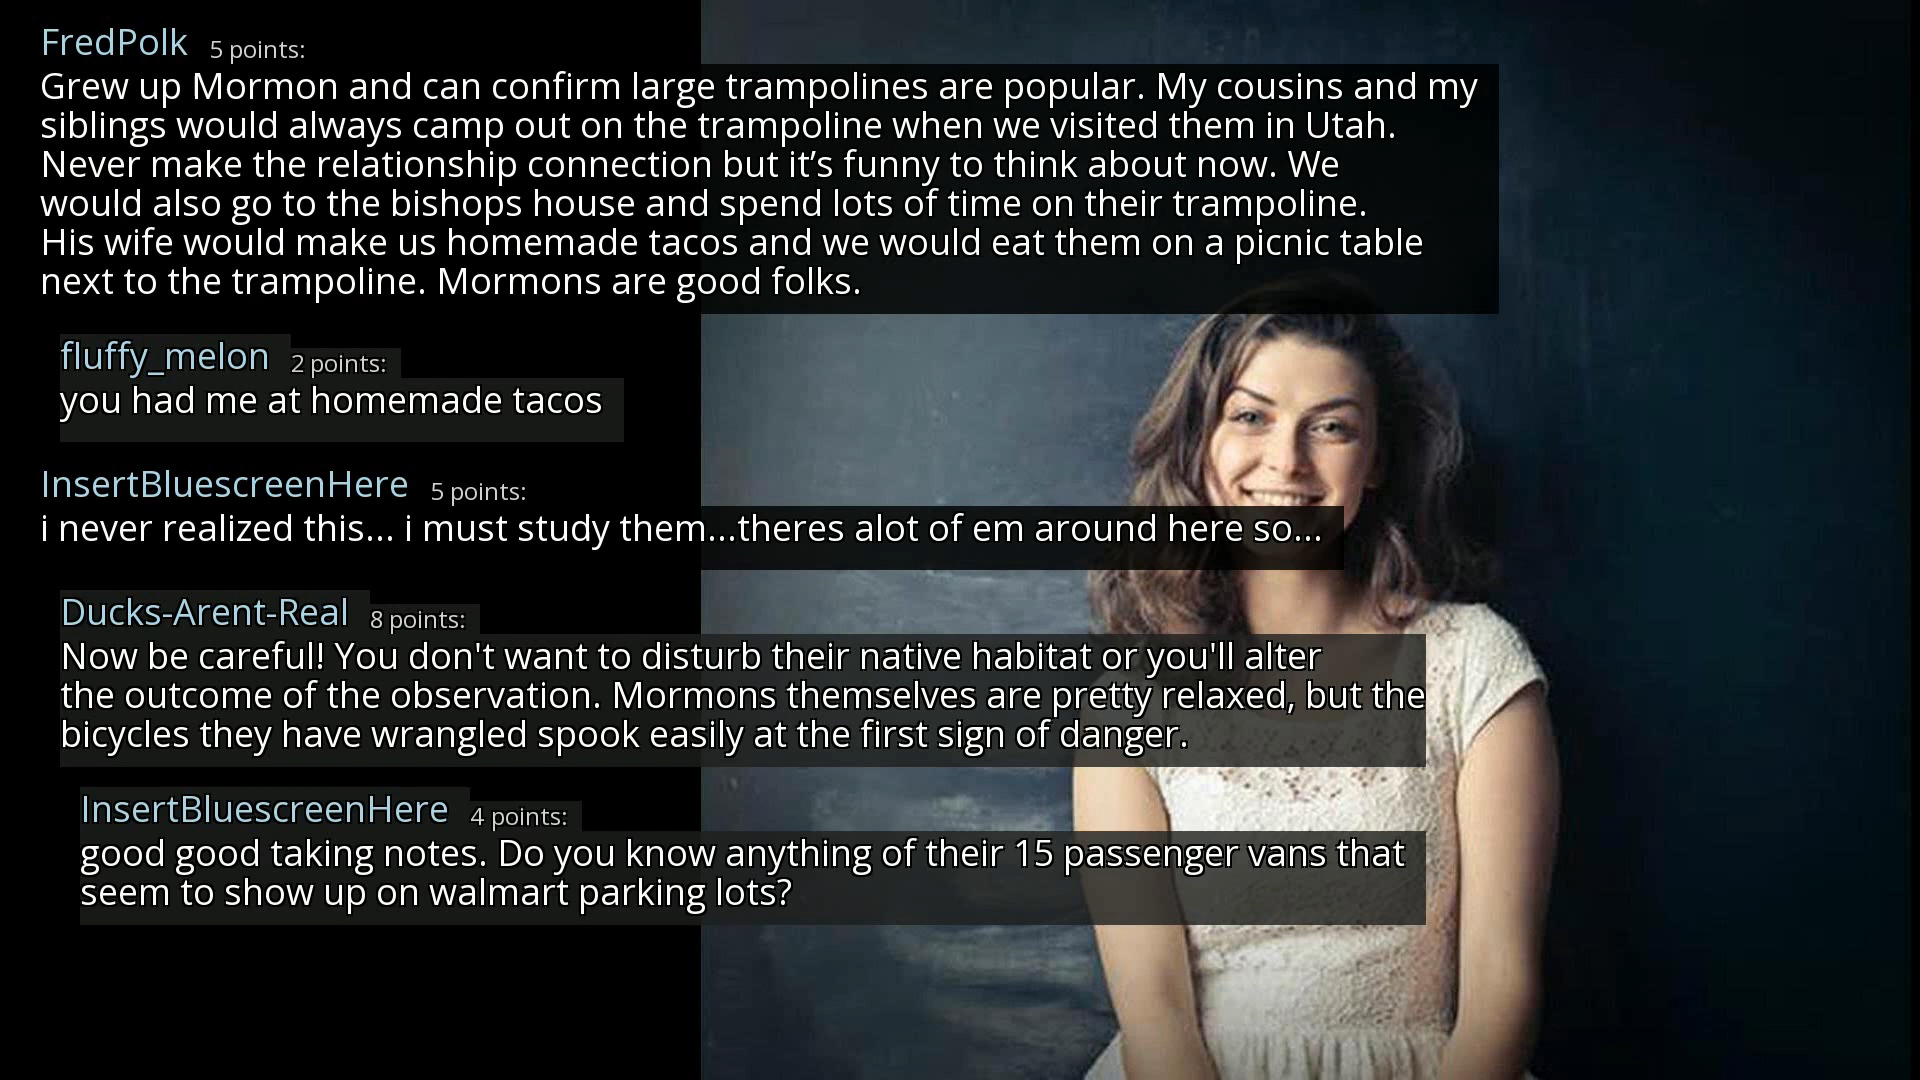 FredPolk 5 points:
Grew up Mormon and can confirm large trampolines are popular. My cousins and my
siblings would always camp out on the trampoline when we visited them in Utah.
Never make the relationship connection but it’s funny to think about now. We
would also go to the bishops house and spend lots of time on their trampoline.
His wife would make us homemade tacos and we would eat them on a picnic table
next to the trampoline. Mormons are good folks.
fluffy_melon 2 points:
you had me at homemade tacos
InsertBluescreenHere 5 points:
i never realized this... i must study them...theres alot of em around here so...
Ducks-Arent-Real 8 points:
Now be careful! You don't want to disturb their native habitat or you'll alter
the outcome of the observation. Mormons themselves are pretty relaxed, but the
bicycles they have wrangled spook easily at the first sign of danger.
InsertBluescreenHere 4 points:
good good taking notes. Do you know anything of their 15 passenger vans that
seem to show up on walmart parking lots?